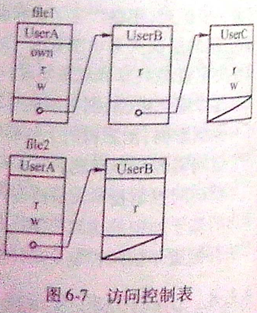 file1
UserA UserB UserC
own
r r r
w w
file2
UserA UserB
r r
w
图 6-7 访问控制表